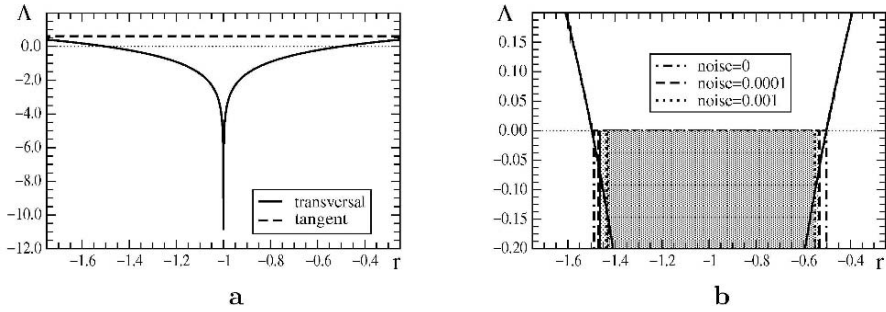 Λ
0.0
−2.0
−4.0
−6.0
−8.0
−10.0
−12.0
transversal
tangent
−1.6 −1.4 −1.2 −1 −0.8 −0.6 −0.4 r
a
Λ
0.20
0.15
0.10
0.05
0.00
−0.05
−0.10
−0.15
−0.20
noise=0
noise=0.0001
noise=0.001
−1.6 −1.4 −1.2 −1 −0.8 −0.6 −0.4 r
b